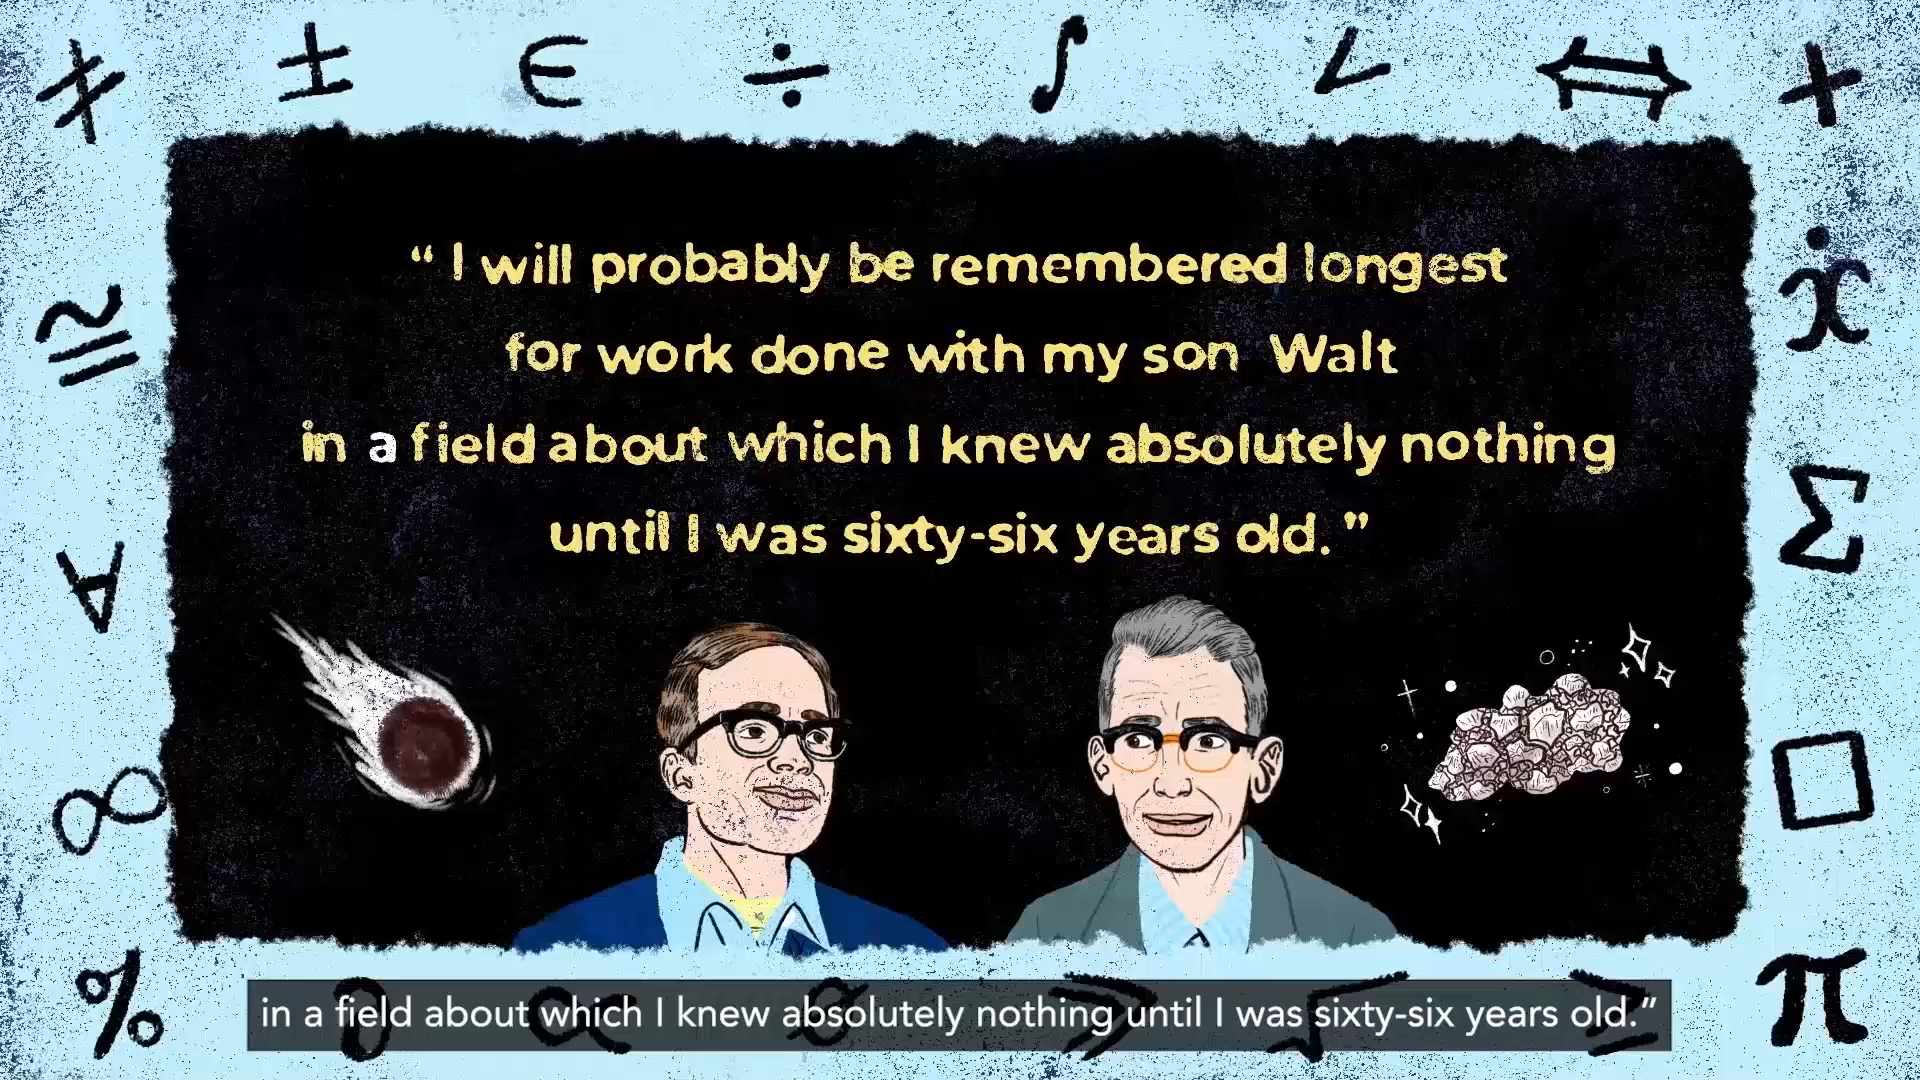 ≠ ± ∈ ÷ ∫ < ⇔ +
“ I will probably be remembered longest
for work done with my son Walt
in a field about which I knew absolutely nothing
until I was sixty-six years old. ”
≅
ẋ
∀
Σ
∞
□
%
π
in a field about which I knew absolutely nothing until I was sixty-six years old.”